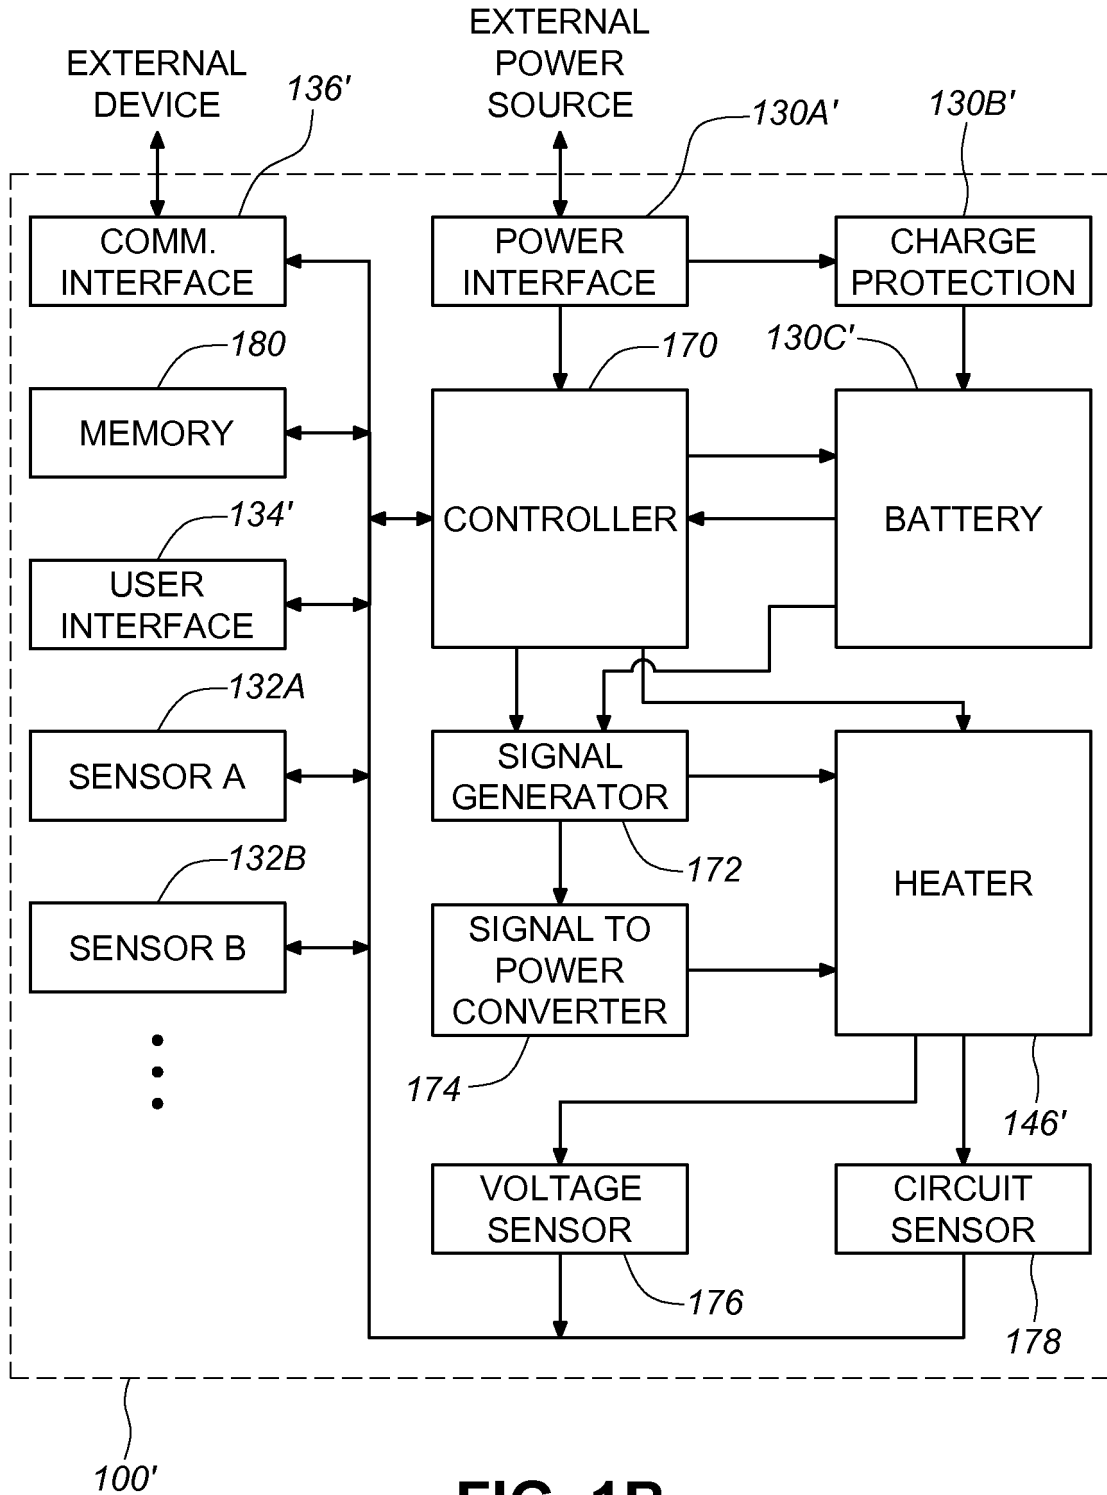 EXTERNAL
DEVICE
136'
EXTERNAL
POWER
SOURCE
130A'
130B'
COMM.
INTERFACE
POWER
INTERFACE
CHARGE
PROTECTION
180
170
130C'
MEMORY
CONTROLLER
BATTERY
134'
USER
INTERFACE
132A
SENSOR A
SIGNAL
GENERATOR
172
HEATER
132B
SENSOR B
SIGNAL TO
POWER
CONVERTER
174
146'
VOLTAGE
SENSOR
CIRCUIT
SENSOR
176
178
100'
FIG. 1B